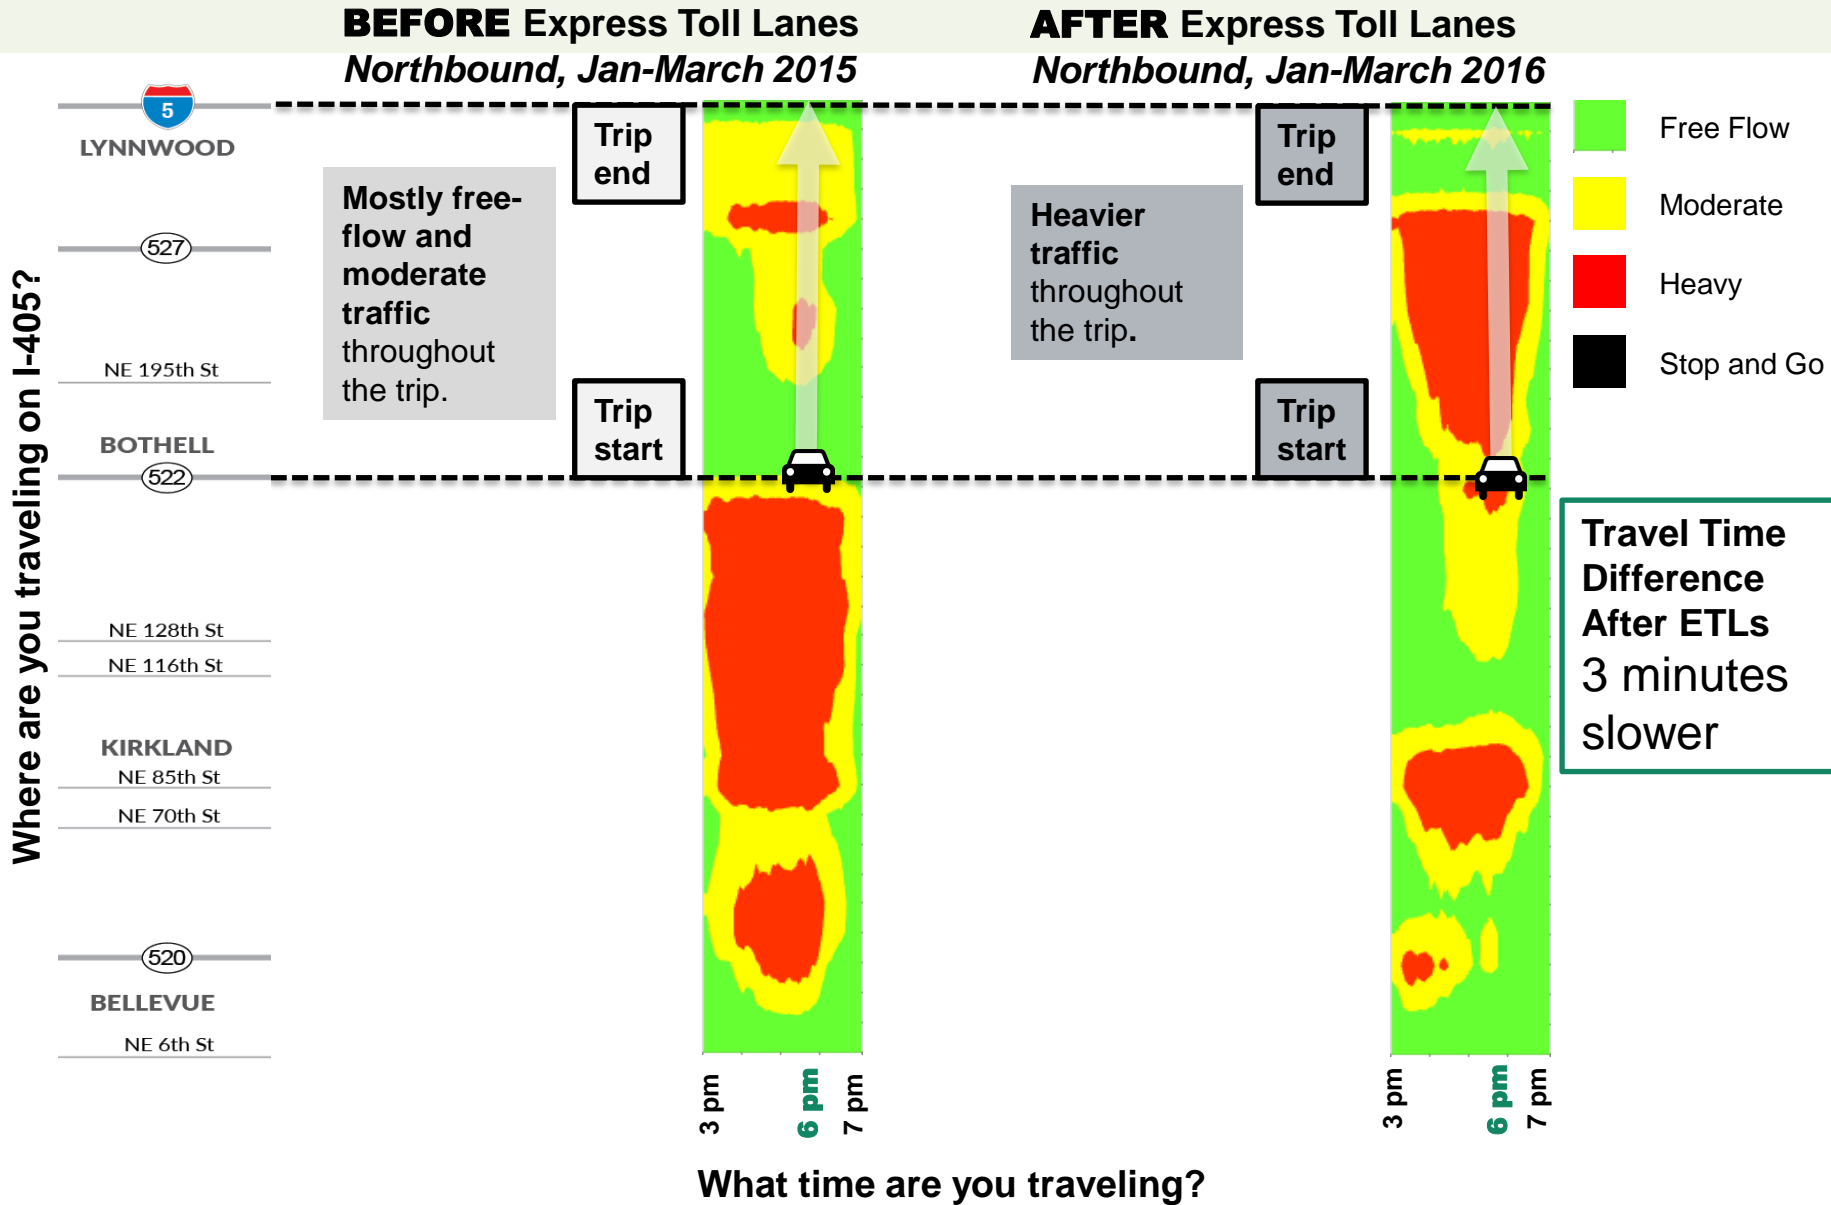 BEFORE Express Toll Lanes
Northbound, Jan-March 2015
AFTER Express Toll Lanes
Northbound, Jan-March 2016
Where are you traveling on I-405?
5
LYNNWOOD
527
NE 195th St
BOTHELL
522
NE 128th St
NE 116th St
KIRKLAND
NE 85th St
NE 70th St
520
BELLEVUE
NE 6th St
Mostly free-
flow and
moderate
traffic
throughout
the trip.
Trip
end
Trip
start
Heavier
traffic
throughout
the trip.
Trip
end
Trip
start
Free Flow
Moderate
Heavy
Stop and Go
Travel Time
Difference
After ETLs
3 minutes
slower
3 pm
6 pm
7 pm
3 pm
6 pm
7 pm
What time are you traveling?